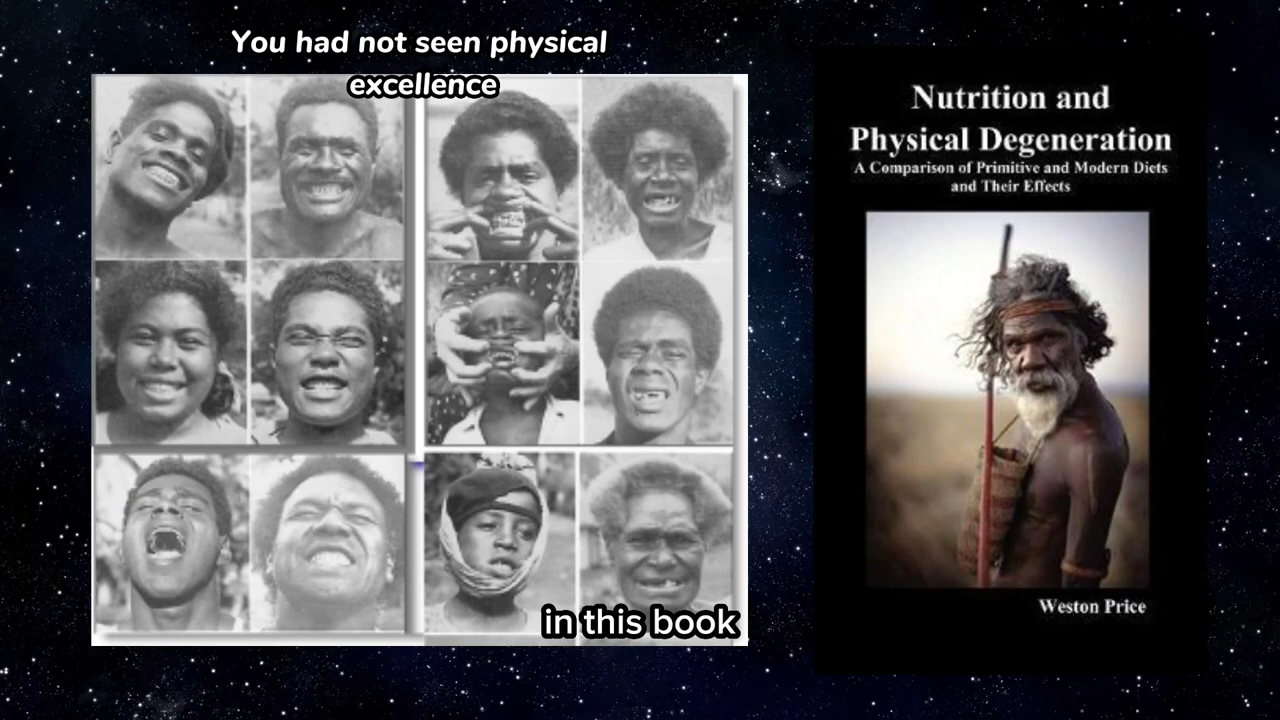 You had not seen physical
excellence
in this book
Nutrition and
Physical Degeneration
A Comparison of Primitive and Modern Diets
and Their Effects
Weston Price